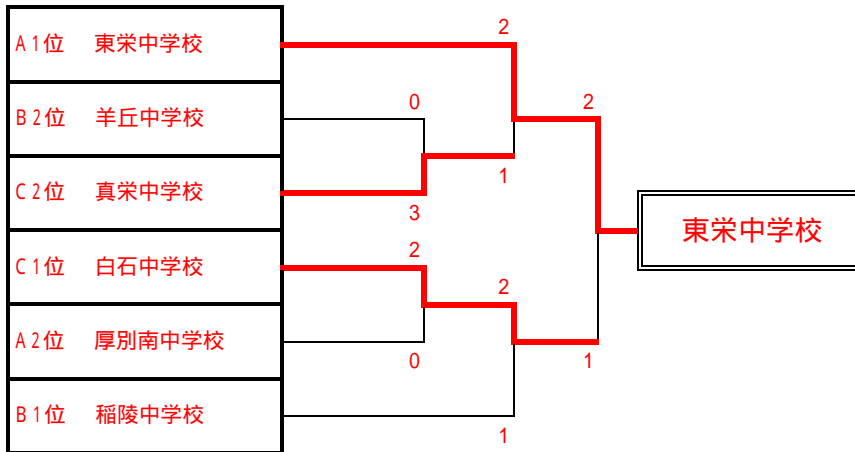 A1位 東栄中学校
B2位 羊丘中学校
C2位 真栄中学校
C1位 白石中学校
A2位 厚別南中学校
B1位 稲陵中学校
2
0
2
1
3
2
2
0
1
1
東栄中学校